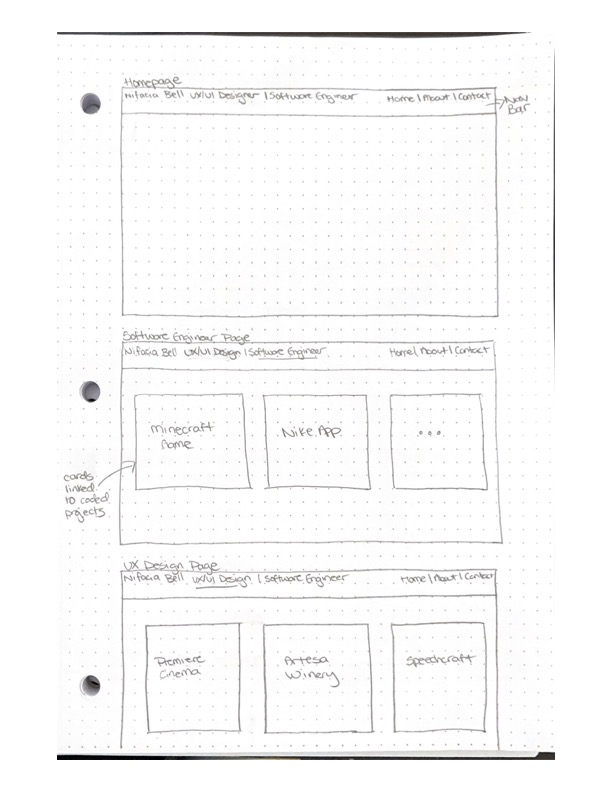 Homepage
Nifacia Bell UX/UI Designer | Software Engineer Home | About | Contact
Nav
Bar
Software Engineer Page
Nifacia Bell UX/UI Design | Software Engineer Home | About | Contact
Minecraft
Game
Nike App
...
cards
linked
to coded
projects
UX Design Page
Nifacia Bell UX/UI Design | Software Engineer Home | About | Contact
Premiere
Cinema
Artesa
Winery
Speechcraft